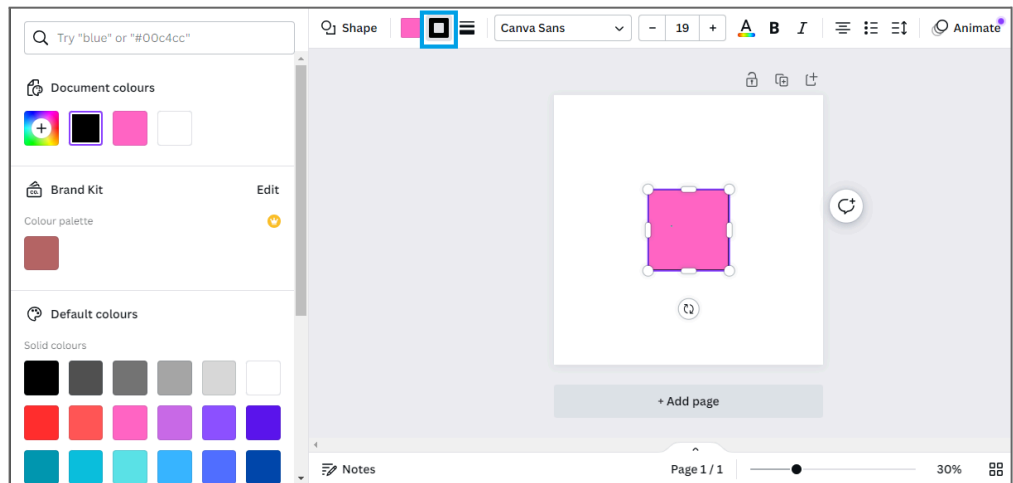 Try "blue" or "#00c4cc"
Shape
Canva Sans
- 19 +
A B I
Animate
Document colours
Brand Kit
Edit
CO.
Colour palette
Default colours
Solid colours
+ Add page
Notes
Page 1 / 1
30%